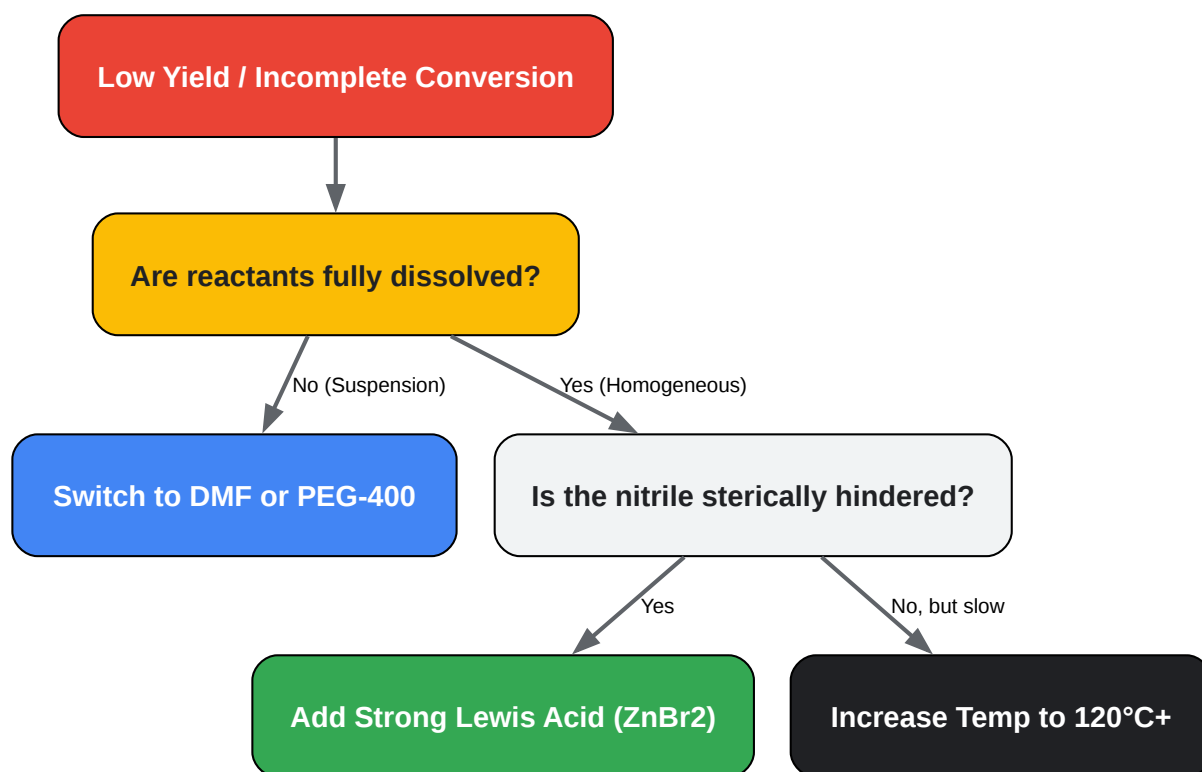 Low Yield / Incomplete Conversion
Are reactants fully dissolved?
No (Suspension)
Yes (Homogeneous)
Switch to DMF or PEG-400
Is the nitrile sterically hindered?
Yes
No, but slow
Add Strong Lewis Acid (ZnBr2)
Increase Temp to 120°C+